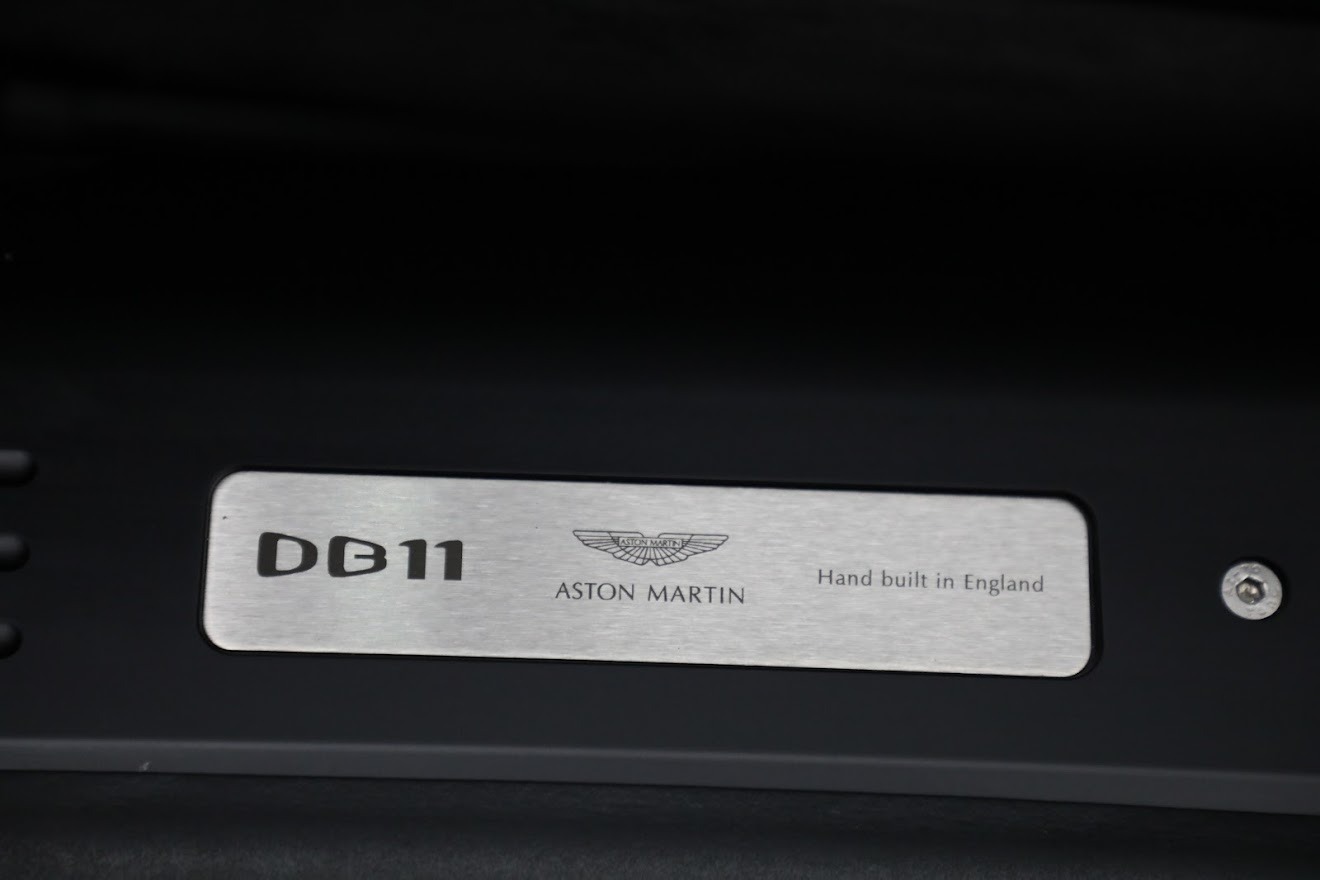 DB11
ASTON MARTIN
ASTON MARTIN
Hand built in England